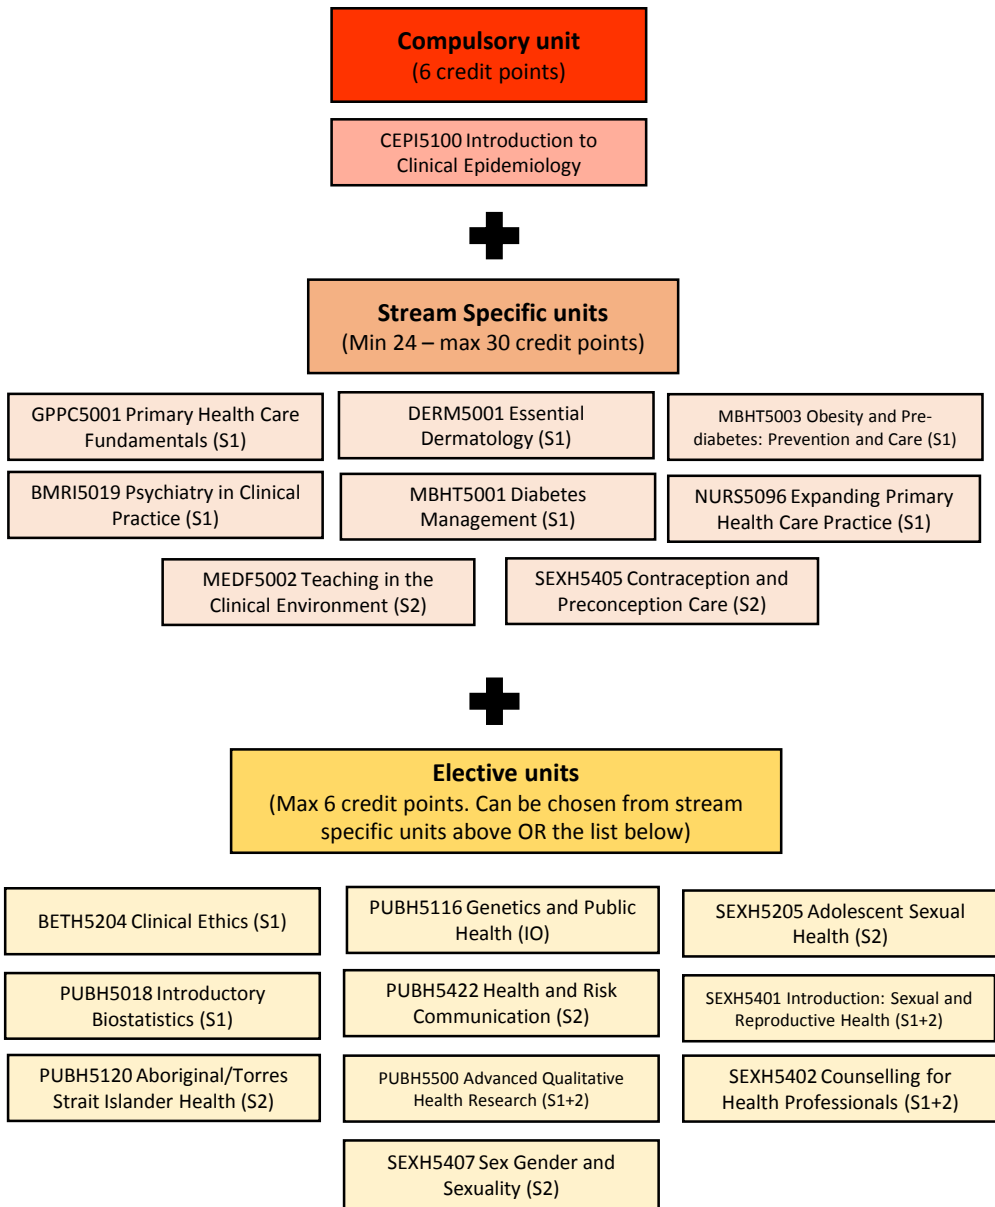 Compulsory unit
(6 credit points)
CEPI5100 Introduction to
Clinical Epidemiology
Stream Specific units
(Min 24 – max 30 credit points)
GPPC5001 Primary Health Care
Fundamentals (S1)
DERM5001 Essential
Dermatology (S1)
MBHT5003 Obesity and Pre-
diabetes: Prevention and Care (S1)
BMRI5019 Psychiatry in Clinical
Practice (S1)
MBHT5001 Diabetes
Management (S1)
NURS5096 Expanding Primary
Health Care Practice (S1)
MEDF5002 Teaching in the
Clinical Environment (S2)
SEXH5405 Contraception and
Preconception Care (S2)
Elective units
(Max 6 credit points. Can be chosen from stream
specific units above OR the list below)
BETH5204 Clinical Ethics (S1)
PUBH5116 Genetics and Public
Health (IO)
SEXH5205 Adolescent Sexual
Health (S2)
PUBH5018 Introductory
Biostatistics (S1)
PUBH5422 Health and Risk
Communication (S2)
SEXH5401 Introduction: Sexual and
Reproductive Health (S1+2)
PUBH5120 Aboriginal/Torres
Strait Islander Health (S2)
PUBH5500 Advanced Qualitative
Health Research (S1+2)
SEXH5402 Counselling for
Health Professionals (S1+2)
SEXH5407 Sex Gender and
Sexuality (S2)